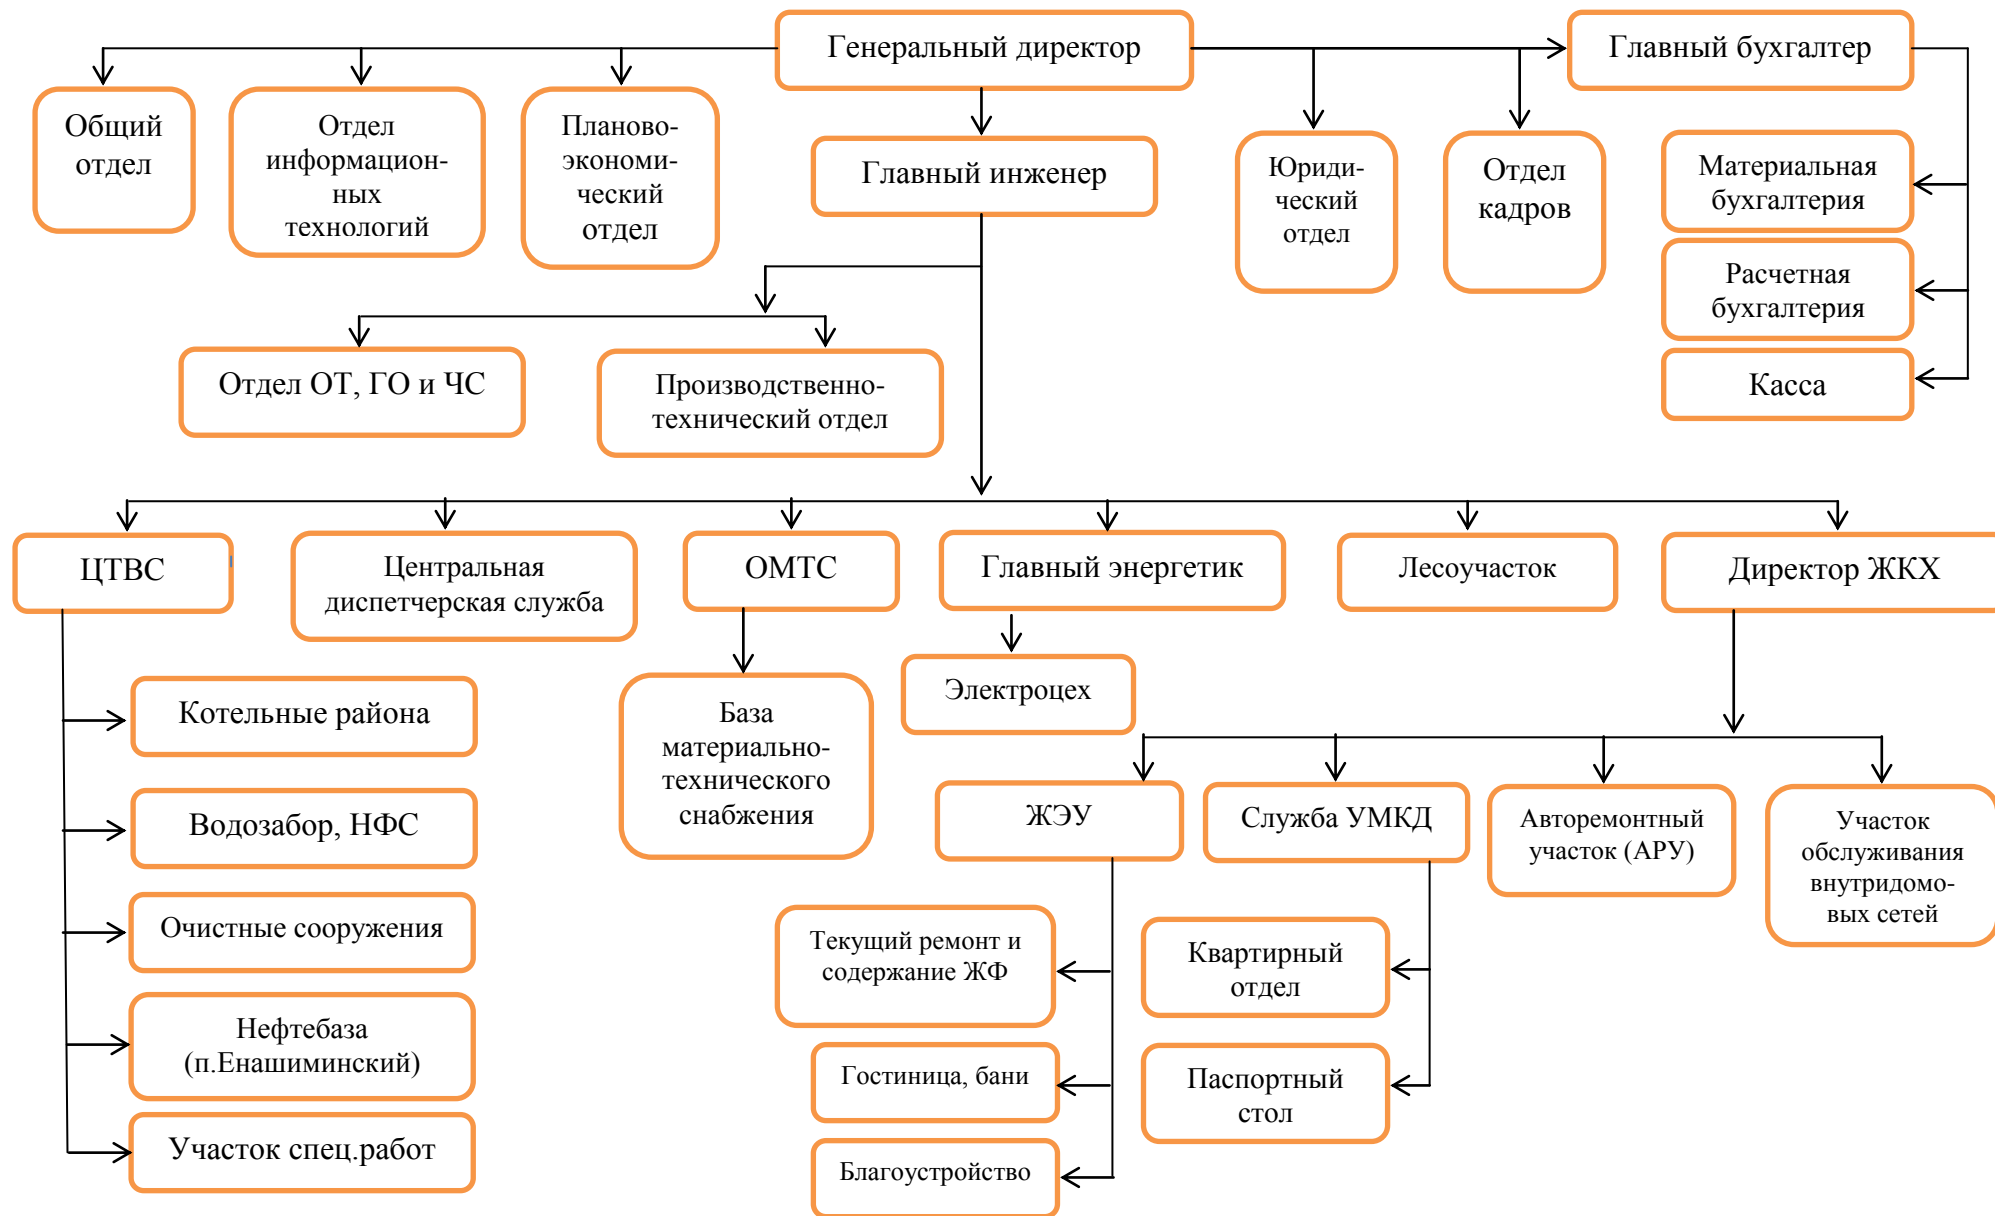 Генеральный директор
Главный бухгалтер
Общий
отдел
Отдел
информацион-
ных
технологий
Планово-
экономи-
ческий
отдел
Главный инженер
Юриди-
ческий
отдел
Отдел
кадров
Материальная
бухгалтерия
Расчетная
бухгалтерия
Касса
Отдел ОТ, ГО и ЧС
Производственно-
технический отдел
ЦТВС
Центральная
диспетчерская служба
ОМТС
Главный энергетик
Лесоучасток
Директор ЖКХ
Котельные района
Водозабор, НФС
Очистные сооружения
Нефтебаза
(п.Енашиминский)
Участок спец.работ
База
материально-
технического
снабжения
Электроцех
ЖЭУ
Служба УМКД
Авторемонтный
участок (АРУ)
Участок
обслуживания
внутридомо-
вых сетей
Текущий ремонт и
содержание ЖФ
Гостиница, бани
Благоустройство
Квартирный
отдел
Паспортный
стол